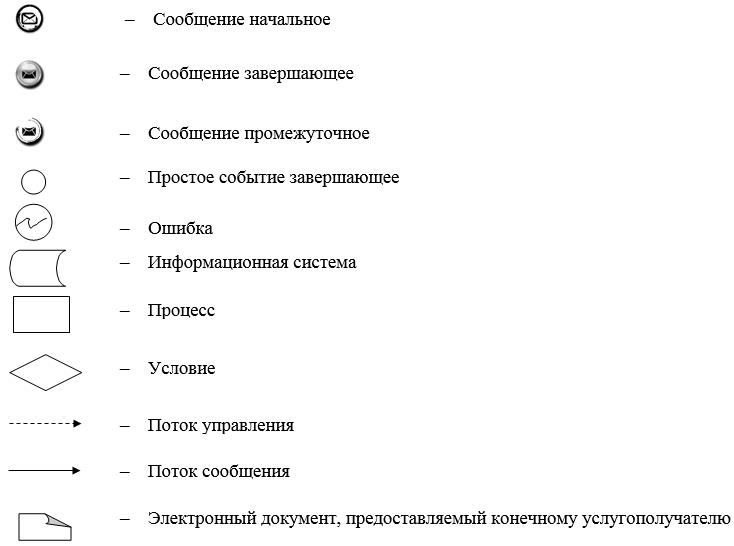 – Сообщение начальное
– Сообщение завершающее
– Сообщение промежуточное
– Простое событие завершающее
– Ошибка
– Информационная система
– Процесс
– Условие
– Поток управления
– Поток сообщения
– Электронный документ, предоставляемый конечному услугополучателю